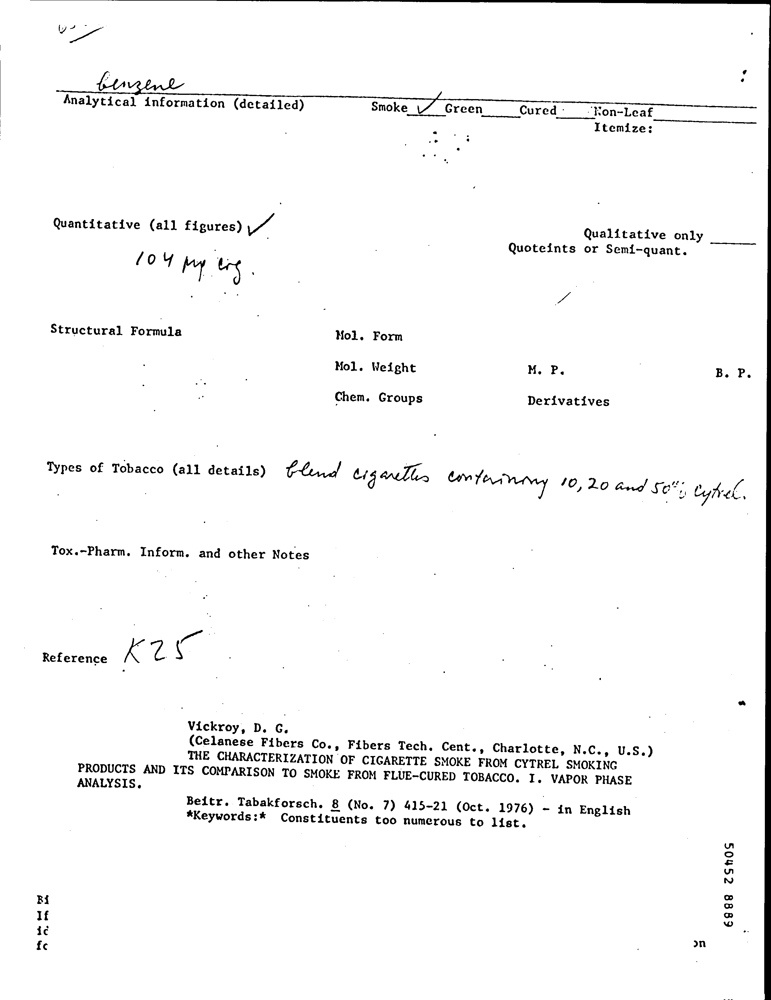 benzene
Analytical information (detailed) Smoke ✓ Green Cured Non-Leaf
Itemize:
Quantitative (all figures) ✓
Qualitative only
Quoteints or Semi-quant.
104 cig.
Structural Formula Mol. Form
Mol. Weight M. P. B. P.
Chem. Groups Derivatives
Types of Tobacco (all details) blend cigarettes containing 10, 20 and 50% Cytrel.
Tox.-Pharm. Inform. and other Notes
Reference K25
Vickroy, D. G.
(Celanese Fibers Co., Fibers Tech. Cent., Charlotte, N.C., U.S.)
THE CHARACTERIZATION OF CIGARETTE SMOKE FROM CYTREL SMOKING
PRODUCTS AND ITS COMPARISON TO SMOKE FROM FLUE-CURED TOBACCO. I. VAPOR PHASE
ANALYSIS.
Beitr. Tabakforsch. 8 (No. 7) 415-21 (Oct. 1976) - in English
*Keywords:* Constituents too numerous to list.
50452 8889
Bi
If
ic
fc on